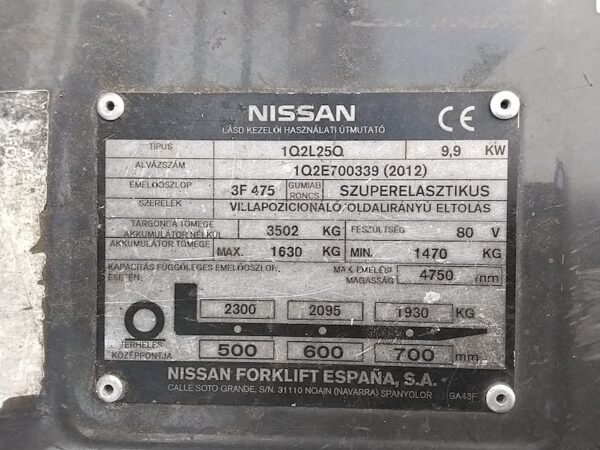 NISSAN CE
LÁSD KEZELŐI HASZNÁLATI ÚTMUTATÓ
TÍPUS 1Q2L25Q 9,9 KW
ALVÁZSZÁM 1Q2E700339 (2012)
EMELŐOSZLOP 3F 475 GUMIAB RONCS SZUPERELASZTIKUS
SZERELÉK VILLAPOZICIONÁLÓ OLDALIRÁNYÚ ELTOLÁS
TARGONCA TÖMEGE
AKKUMULÁTOR NÉLKÜL 3502 KG FESZÜLTSÉG 80 V
AKKUMULÁTOR TÖMEGE MAX. 1630 KG MIN. 1470 KG
KAPACITÁS FÜGGŐLEGES EMELŐOSZLOP, MAX EMELÉSI
ESETÉN. MAGASSÁG 4750 mm
2300 2095 1930 KG
TERHELÉS
KÖZÉPPONTJA 500 600 700 mm
NISSAN FORKLIFT ESPAÑA, S.A.
CALLE SOTO GRANDE, S/N. 31110 NOAIN (NAVARRA) SPANYOLOR GA43F